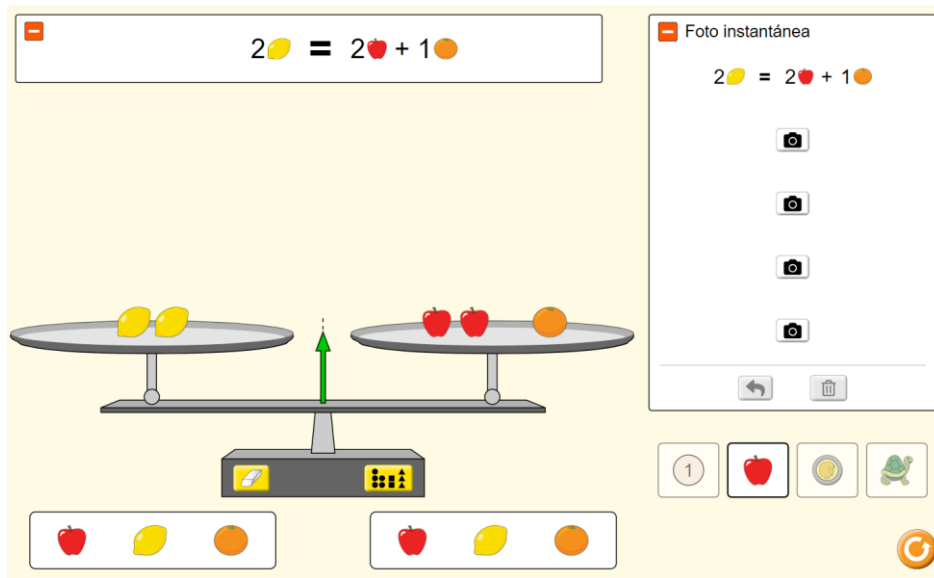 2🍋 = 2🍎 + 1🍊
Foto instantánea
2🍋 = 2🍎 + 1🍊
1